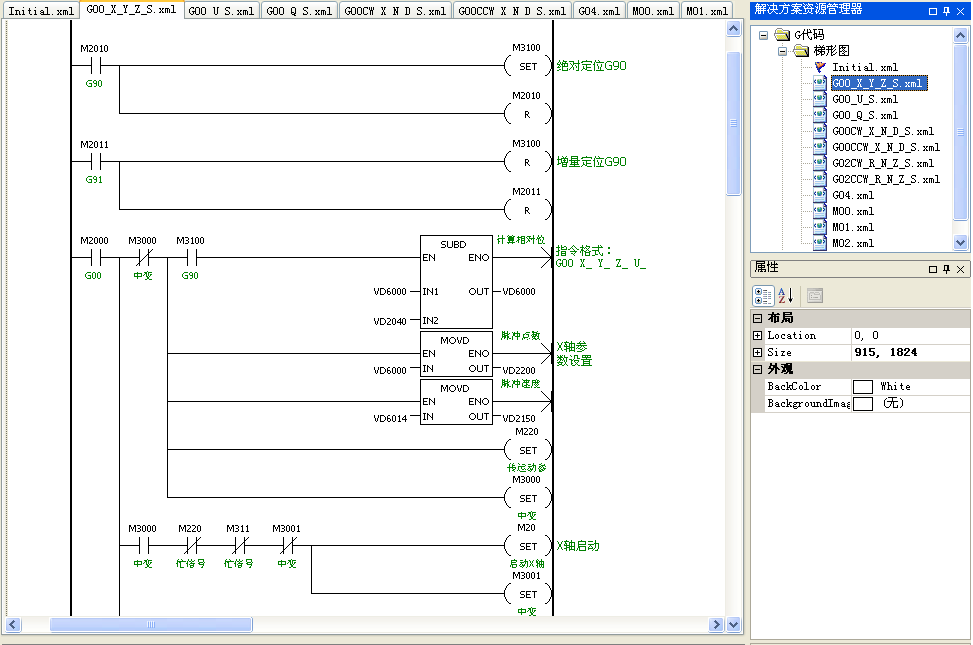 Initial.xml G00_X_Y_Z_S.xml G00_U_S.xml G00_Q_S.xml G00CW_X_N_D_S.xml G00CCW_X_N_D_S.xml G04.xml M00.xml M01.xml
M2010 M3100
SET 绝对定位G90
G90
M2010
R
M2011 M3100
R 增量定位G90
G91
M2011
R
M2000 M3000 M3100 SUBD 计算相对位
EN ENO 指令格式：
G00 中变 G90 G00 X_ Y_ Z_ U_
VD6000 IN1 OUT VD6000
VD2040 IN2
MOVD 脉冲点数
EN ENO X轴参
数设置
VD6000 IN OUT VD2200
MOVD 脉冲速度
EN ENO
VD6014 IN OUT VD2150
M220
SET
传运动参
M3000
SET
中变
M3000 M220 M311 M3001 M20
SET X轴启动
中变 忙信号 忙信号 中变 启动X轴
M3001
SET
中变
解决方案资源管理器
G代码
梯形图
Initial.xml
G00_X_Y_Z_S.xml
G00_U_S.xml
G00_Q_S.xml
G00CW_X_N_D_S.xml
G00CCW_X_N_D_S.xml
G02CW_R_N_Z_S.xml
G02CCW_R_N_Z_S.xml
G04.xml
M00.xml
M01.xml
M02.xml
属性
布局
Location 0, 0
Size 915, 1824
外观
BackColor White
BackgroundImag (无)